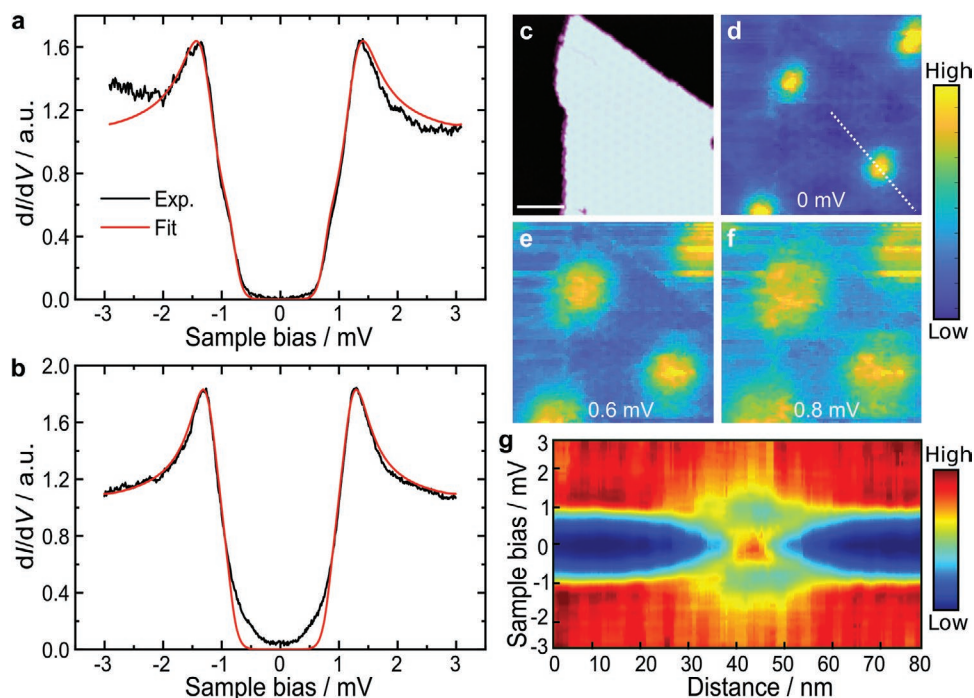 a
1.6
1.2
0.8
0.4
0.0
dI/dV / a.u.
Exp.
Fit
-3 -2 -1 0 1 2 3
Sample bias / mV
b
2.0
1.6
1.2
0.8
0.4
0.0
dI/dV / a.u.
-3 -2 -1 0 1 2 3
Sample bias / mV
c
d
0 mV
High
Low
e
0.6 mV
f
0.8 mV
g
3
2
1
0
-1
-2
-3
Sample bias / mV
0 10 20 30 40 50 60 70 80
Distance / nm
High
Low